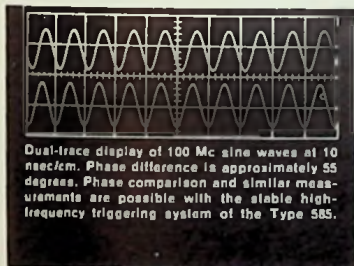 Dual-trace display of 100 Mc sine waves at 10
nsec/cm. Phase difference is approximately 55
degrees. Phase comparison and similar meas-
urements are possible with the stable high-
frequency triggering system of the Type 585.